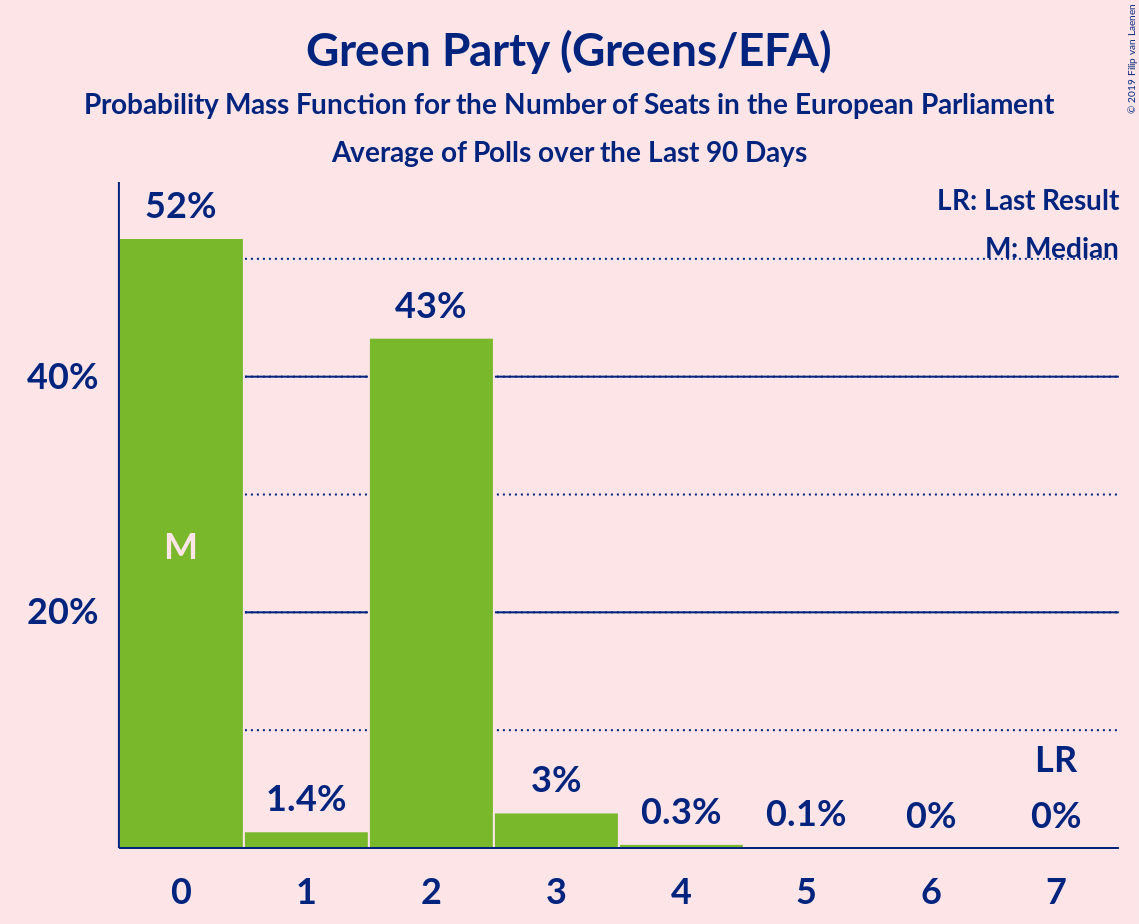 Green Party (Greens/EFA)
Probability Mass Function for the Number of Seats in the European Parliament
Average of Polls over the Last 90 Days
© 2019 Filip van Laenen
LR: Last Result
M: Median
52%
43%
40%
M
20%
LR
3%
1.4%
0.3%
0.1%
0%
0%
0 1 2 3 4 5 6 7